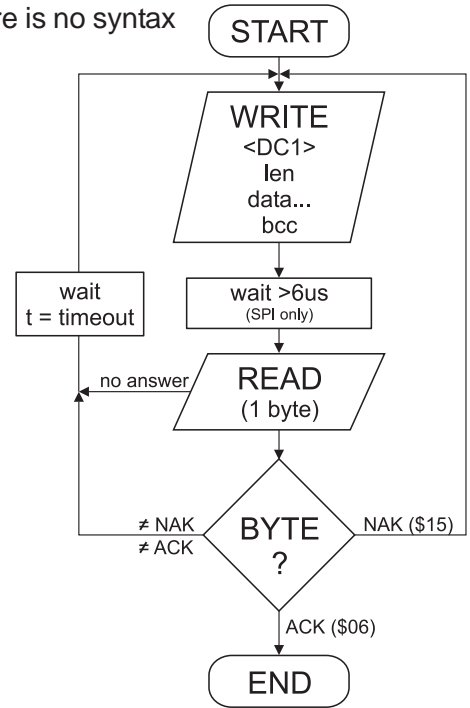 re is no syntax
START
WRITE
<DC1>
len
data...
bcc
wait
t = timeout
wait >6us
(SPI only)
no answer
READ
(1 byte)
≠ NAK
≠ ACK
BYTE
?
NAK ($15)
ACK ($06)
END